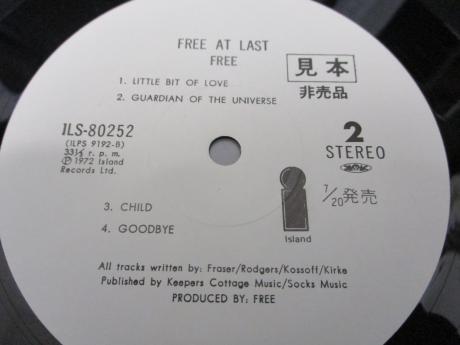 FREE AT LAST
FREE
1. LITTLE BIT OF LOVE
2. GUARDIAN OF THE UNIVERSE
見本
非売品
ILS-80252
(ILPS 9192-B)
33⅓ r. p. m.
Ⓟ1972 Island
Records Ltd.
2
STEREO
3. CHILD
4. GOODBYE
Island
7/20発売
All tracks written by: Fraser/Rodgers/Kossoff/Kirke
Published by Keepers Cottage Music/Socks Music
PRODUCED BY: FREE